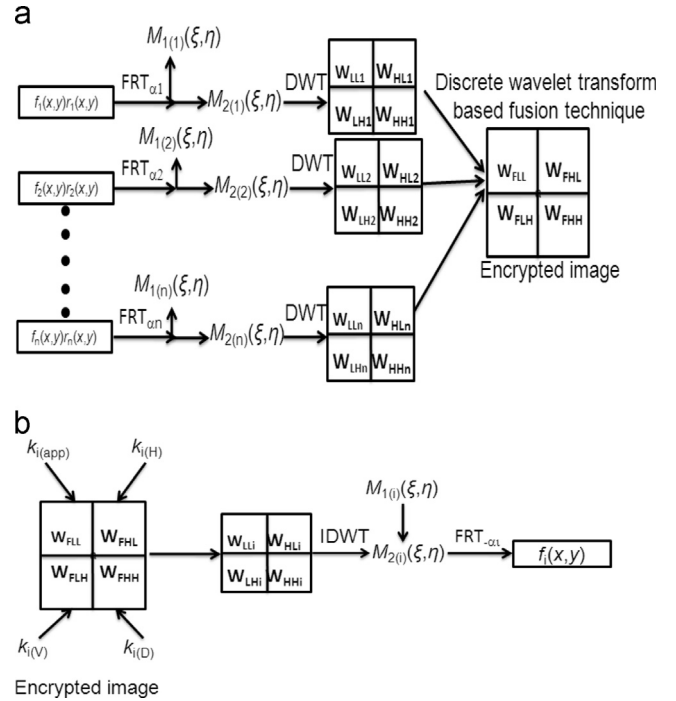 a
M1(1)(ξ,η)
f1(x,y)r1(x,y)
FRTα1
M2(1)(ξ,η)
DWT
WLL1 WHL1
WLH1 WHH1
Discrete wavelet transform
based fusion technique
M1(2)(ξ,η)
f2(x,y)r2(x,y)
FRTα2
M2(2)(ξ,η)
DWT
WLL2 WHL2
WLH2 WHH2
WFLL WFHL
WFLH WFHH
Encrypted image
M1(n)(ξ,η)
fn(x,y)rn(x,y)
FRTαn
M2(n)(ξ,η)
DWT
WLLn WHLn
WLHn WHHn
b
ki(app) ki(H)
WFLL WFHL
WFLH WFHH
ki(V) ki(D)
Encrypted image
WLLi WHLi
WLHi WHHi
IDWT
M1(i)(ξ,η)
M2(i)(ξ,η)
FRT-αι
fi(x,y)